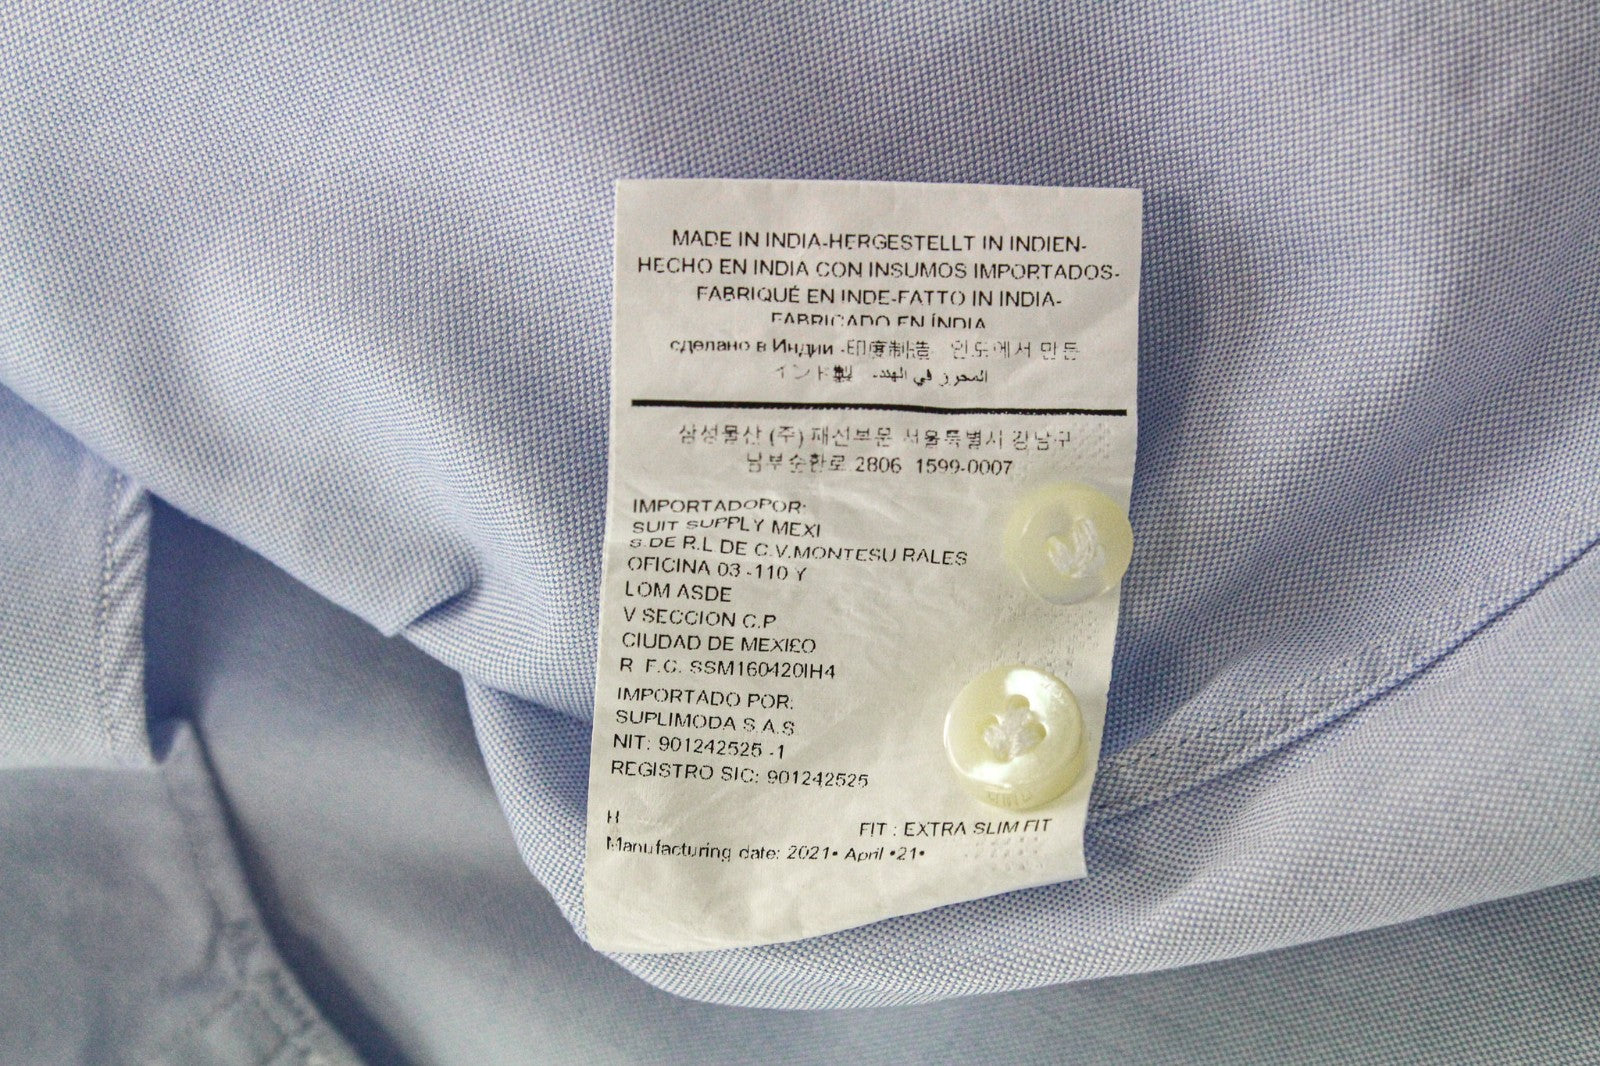 MADE IN INDIA-HERGESTELLT IN INDIEN-
HECHO EN INDIA CON INSUMOS IMPORTADOS-
FABRIQUÉ EN INDE-FATTO IN INDIA-
FABRICADO EN ÍNDIA
сделано в Индии -印度制造 인도에서 만든
インド製 المحرز في الهند.
삼성물산 (주) 패션부문 서울특별시 강남구
남부순환로 2806 1599-0007
IMPORTADOPOR:
SUIT SUPPLY MEXI
S.DE R.L DE C.V.MONTESU RALES
OFICINA 03 -110 Y
LOM ASDE
V SECCION C.P
CIUDAD DE MEXICO
R F.C. SSM160420IH4
IMPORTADO POR:
SUPLIMODA S.A.S
NIT: 901242525 -1
REGISTRO SIC: 901242525
H
FIT : EXTRA SLIM FIT
Manufacturing date: 2021• April •21•